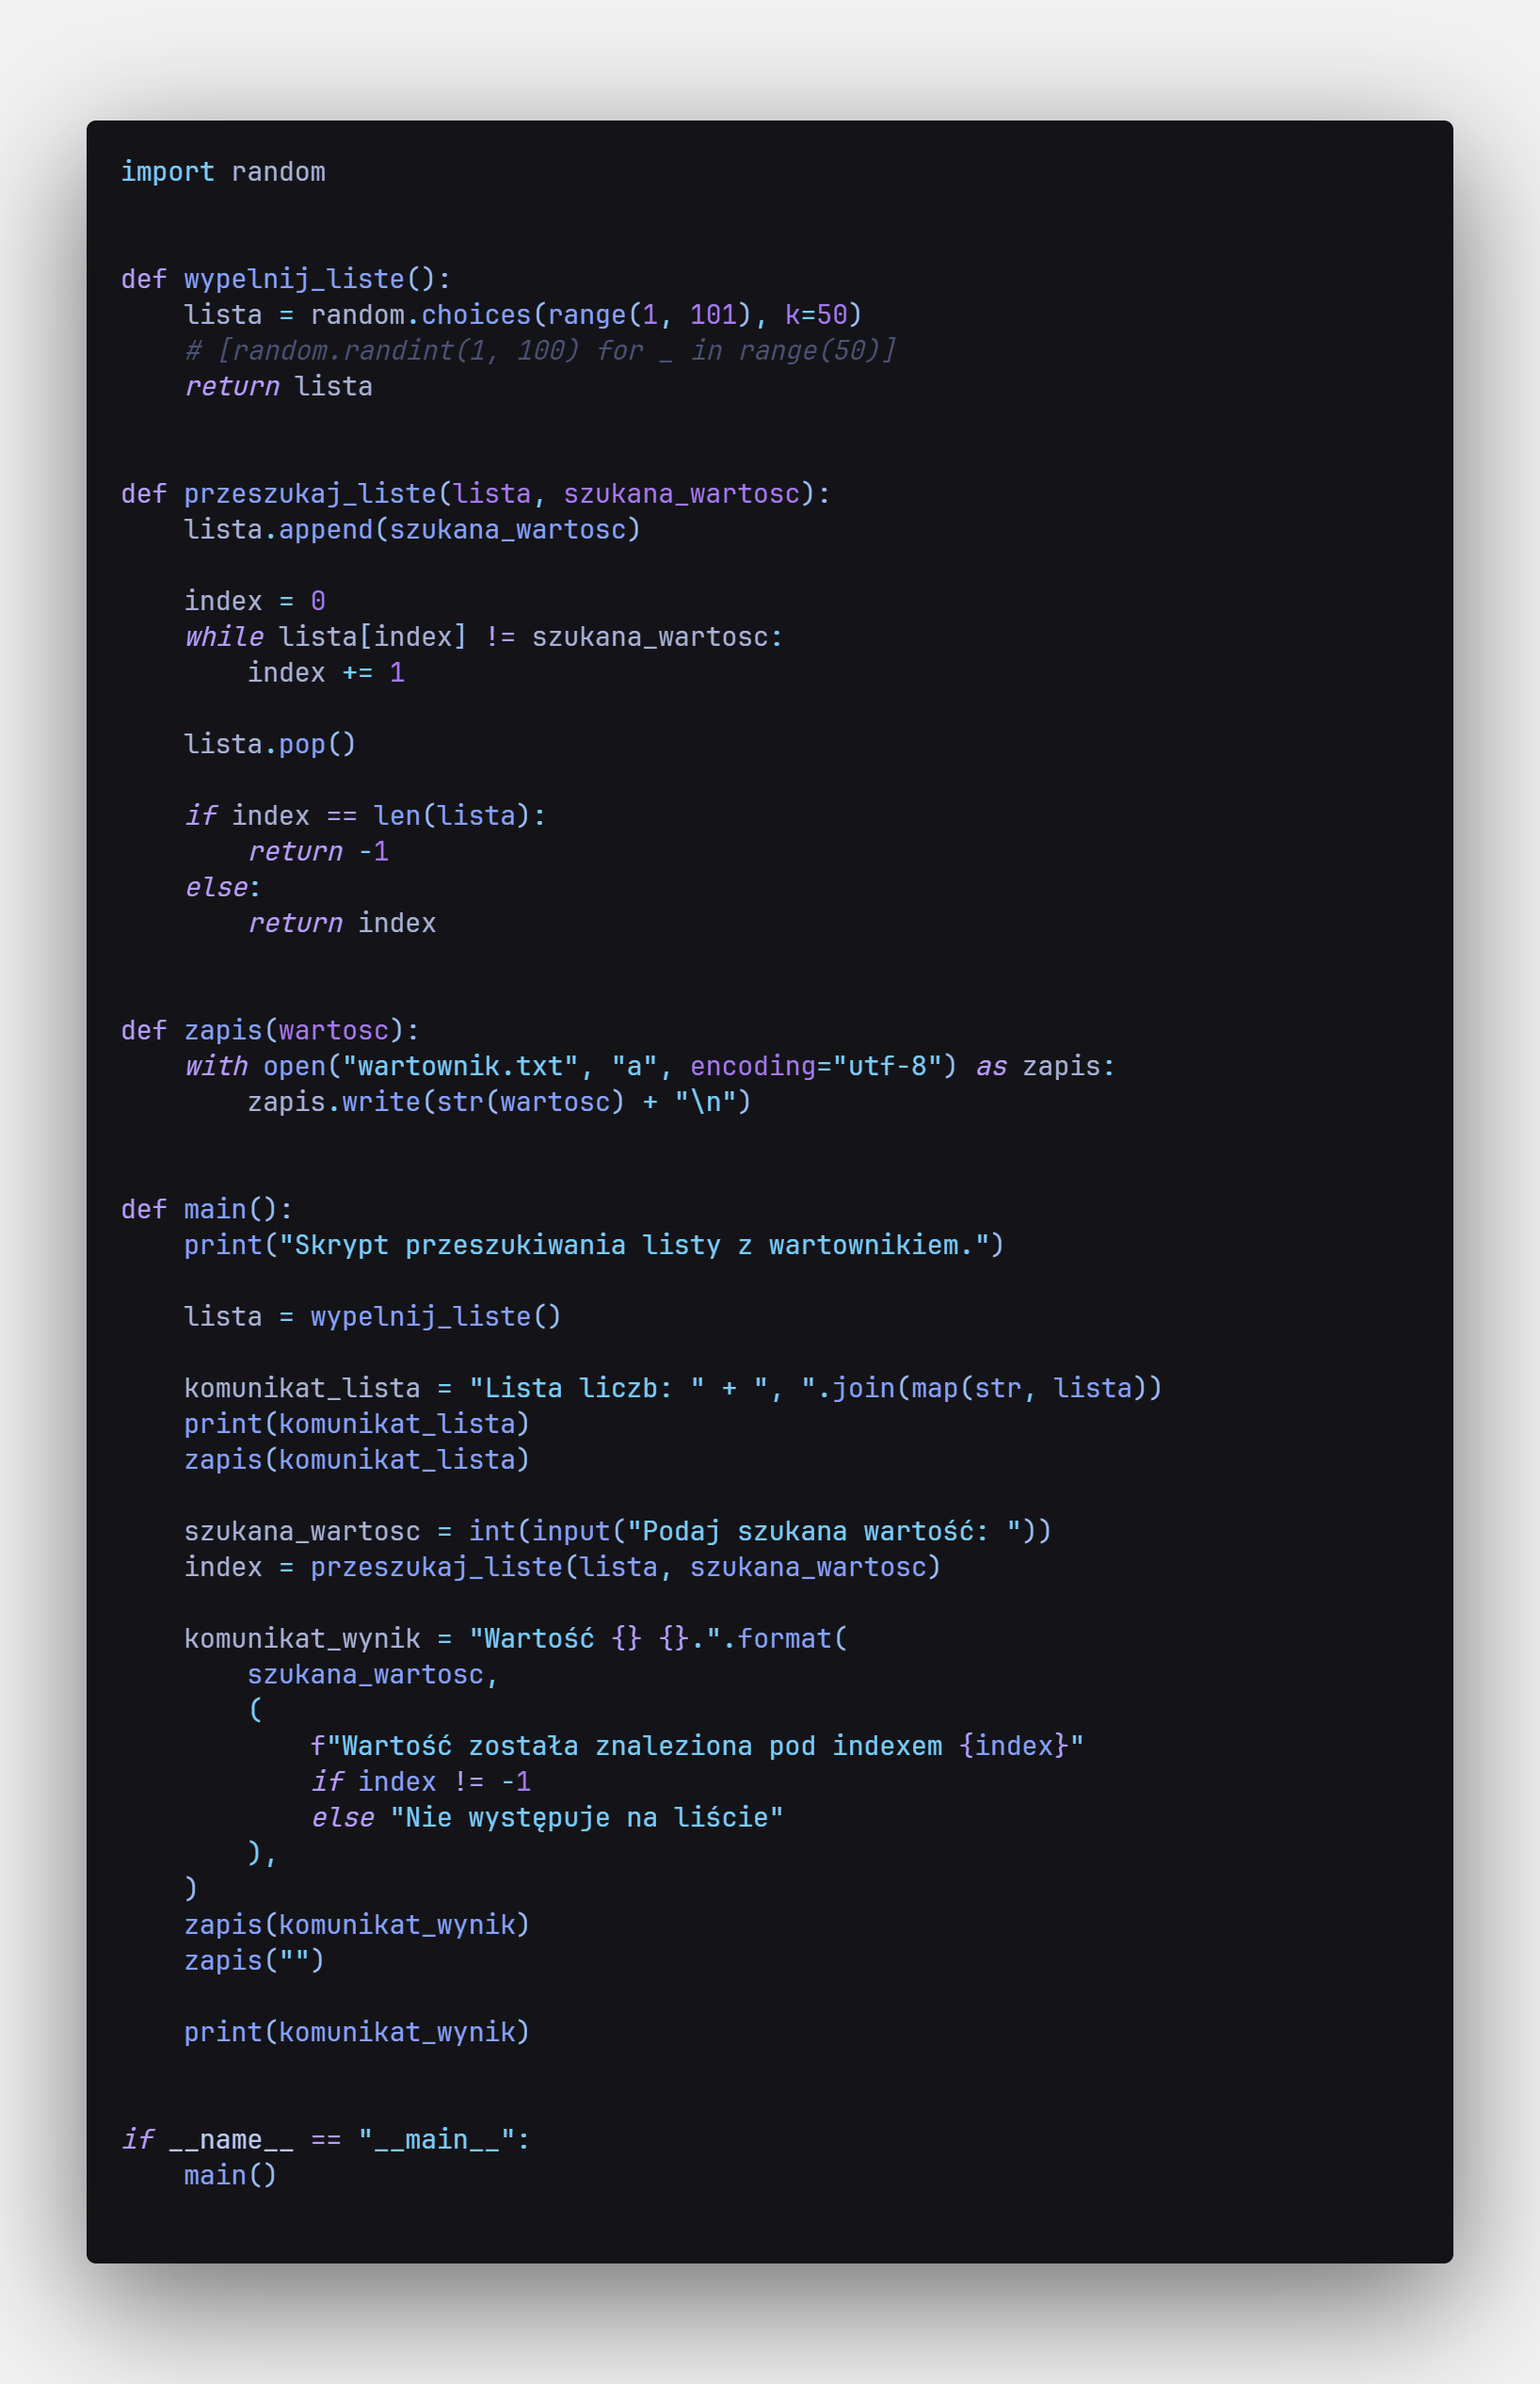 import random
def wypelnij_liste():
    lista = random.choices(range(1, 101), k=50)
    # [random.randint(1, 100) for _ in range(50)]
    return lista
def przeszukaj_liste(lista, szukana_wartosc):
    lista.append(szukana_wartosc)
    index = 0
    while lista[index] != szukana_wartosc:
        index += 1
    lista.pop()
    if index == len(lista):
        return -1
    else:
        return index
def zapis(wartosc):
    with open("wartownik.txt", "a", encoding="utf-8") as zapis:
        zapis.write(str(wartosc) + "\n")
def main():
    print("Skrypt przeszukiwania listy z wartownikiem.")
    lista = wypelnij_liste()
    komunikat_lista = "Lista liczb: " + ", ".join(map(str, lista))
    print(komunikat_lista)
    zapis(komunikat_lista)
    szukana_wartosc = int(input("Podaj szukana wartość: "))
    index = przeszukaj_liste(lista, szukana_wartosc)
    komunikat_wynik = "Wartość {} {}.".format(
        szukana_wartosc,
        (
            f"Wartość została znaleziona pod indexem {index}"
            if index != -1
            else "Nie występuje na liście"
        ),
    )
    zapis(komunikat_wynik)
    zapis("")
    print(komunikat_wynik)
if __name__ == "__main__":
    main()